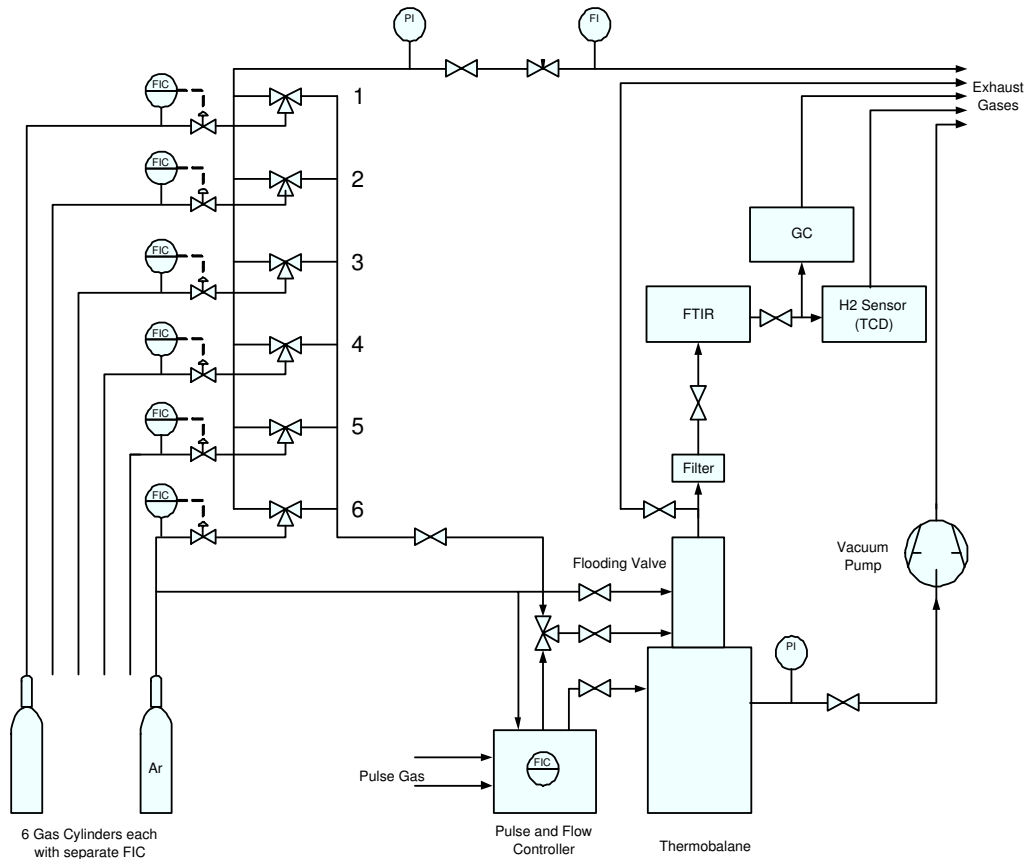 PI
FI
Exhaust
Gases
FIC
1
FIC
2
FIC
3
FIC
4
FIC
5
FIC
6
GC
FTIR
H2 Sensor
(TCD)
Filter
Vacuum
Pump
Flooding Valve
PI
Ar
Pulse Gas
FIC
6 Gas Cylinders each
with separate FIC
Pulse and Flow
Controller
Thermobalane